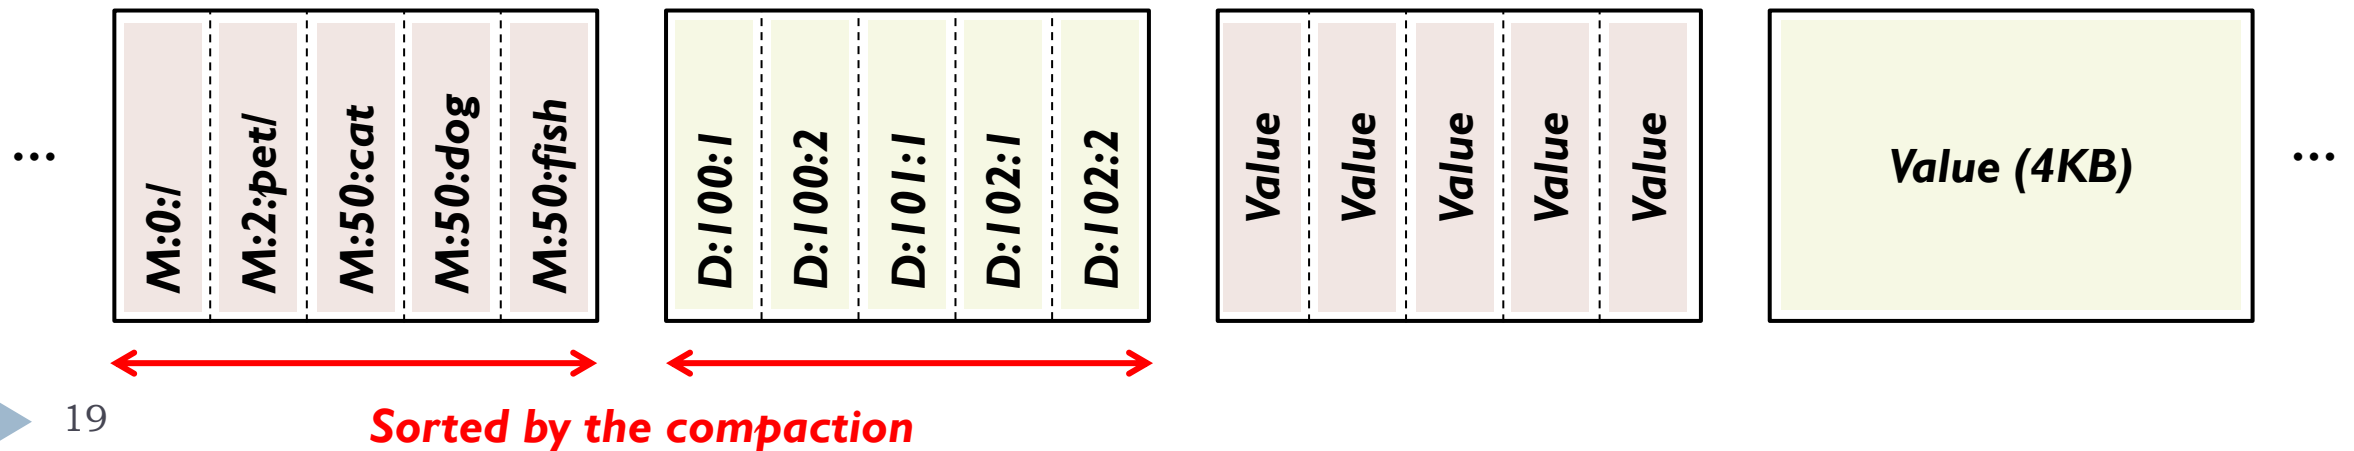 ...
M:0:/
M:2:pet/
M:50:cat
M:50:dog
M:50:fish
D:100:1
D:100:2
D:101:1
D:102:1
D:102:2
Value
Value
Value
Value
Value
Value (4KB)
...
19
Sorted by the compaction